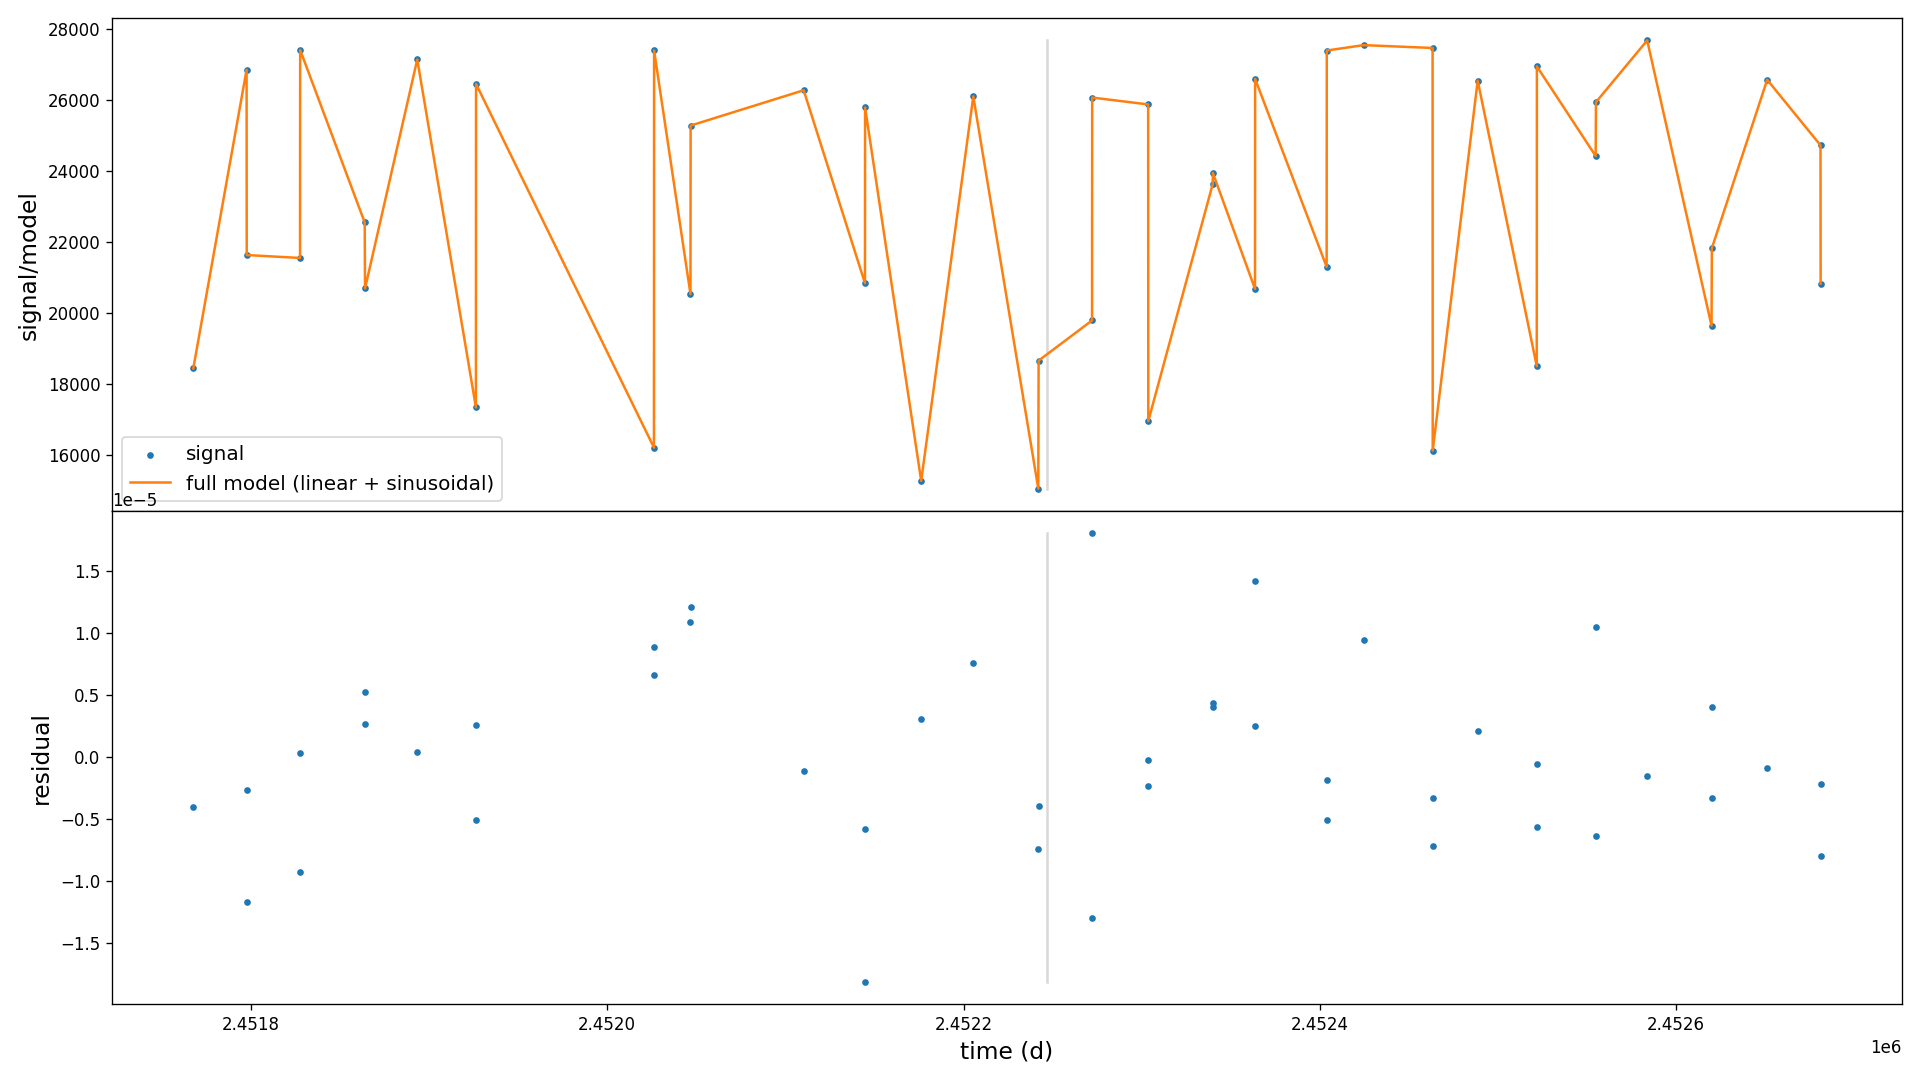 28000
26000
24000
22000
20000
18000
16000
signal/model
signal
full model (linear + sinusoidal)
1e−5
1.5
1.0
0.5
0.0
−0.5
−1.0
−1.5
residual
2.4518
2.4520
2.4522
2.4524
2.4526
1e6
time (d)